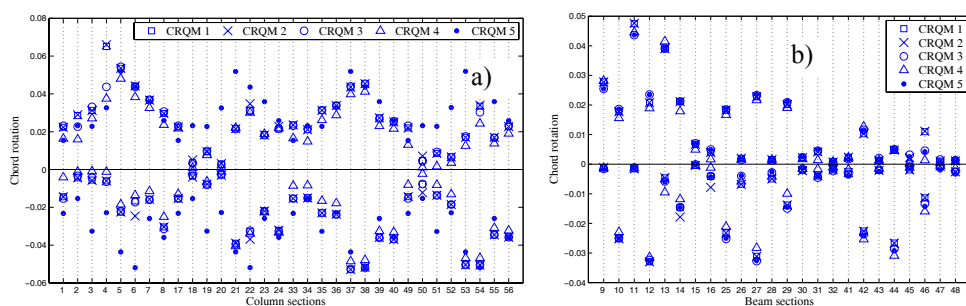 0.08
0.06
0.04
0.02
0
-0.02
-0.04
-0.06
Chord rotation
CRQM 1 CRQM 2 CRQM 3 CRQM 4 CRQM 5
a)
1 2 3 4 5 6 7 8 17 18 19 20 21 22 23 24 33 34 35 36 37 38 39 40 49 50 51 52 53 54 55 56
Column sections
0.05
0.04
0.03
0.02
0.01
0
-0.01
-0.02
-0.03
-0.04
Chord rotation
b)
CRQM 1
CRQM 2
CRQM 3
CRQM 4
CRQM 5
9 10 11 12 13 14 15 16 25 26 27 28 29 30 31 32 41 42 43 44 45 46 47 48
Beam sections